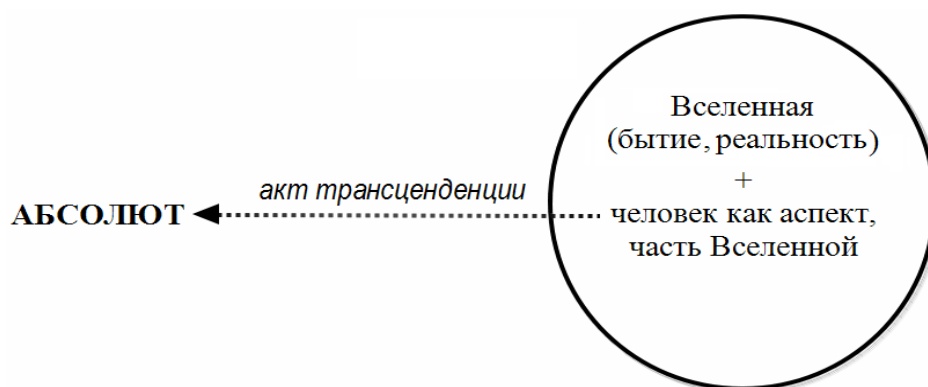 Вселенная
(бытие, реальность)
+
акт трансценденции
АБСОЛЮТ
человек как аспект,
часть Вселенной